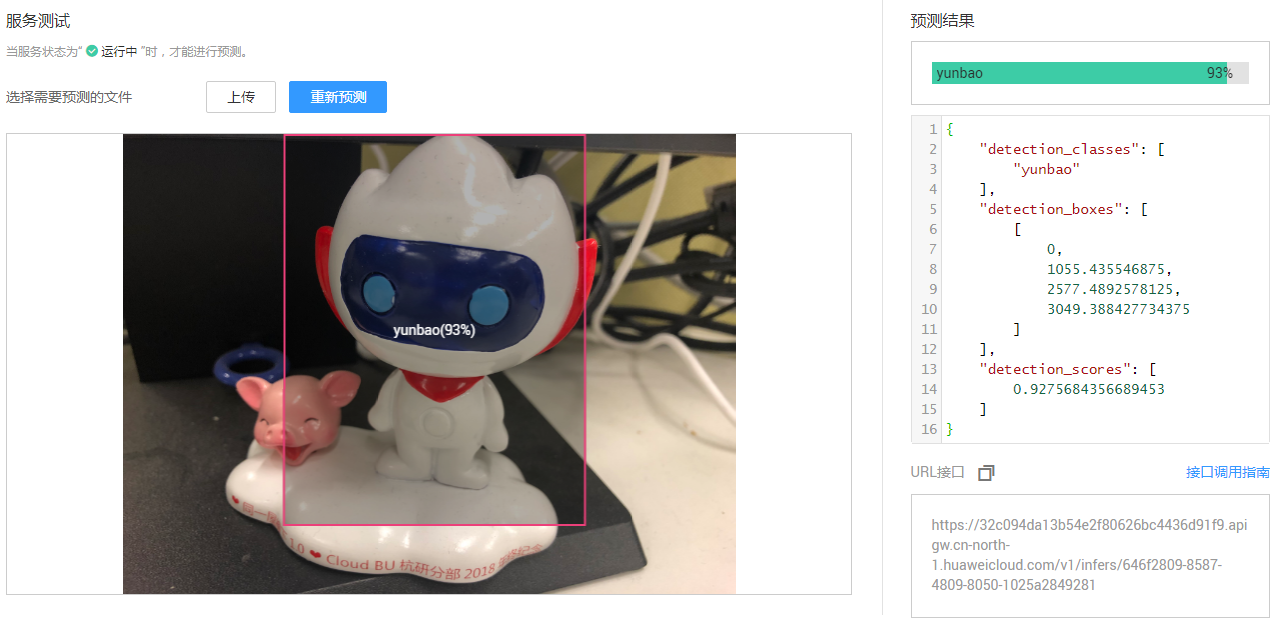 服务测试
当服务状态为“ 运行中 ”时，才能进行预测。
选择需要预测的文件
上传
重新预测
yunbao(93%)
Cloud BU 杭研分部 2018
预测结果
yunbao 93%
1 {
2 "detection_classes": [
3 "yunbao"
4 ],
5 "detection_boxes": [
6 [
7 0,
8 1055.435546875,
9 2577.4892578125,
10 3049.388427734375
11 ]
12 ],
13 "detection_scores": [
14 0.9275684356689453
15 ]
16 }
URL接口
接口调用指南
https://32c094da13b54e2f80626bc4436d91f9.api
gw.cn-north-
1.huaweicloud.com/v1/infers/646f2809-8587-
4809-8050-1025a2849281